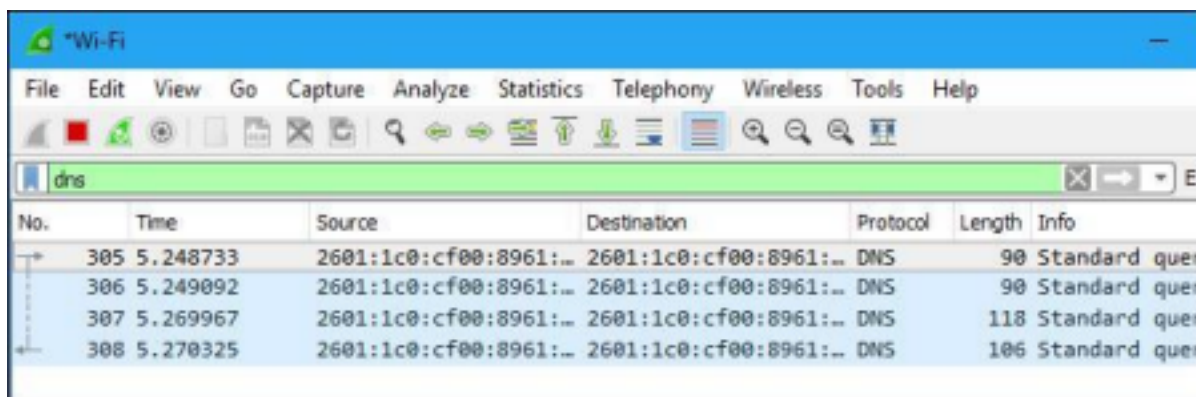 *Wi-Fi
File Edit View Go Capture Analyze Statistics Telephony Wireless Tools Help
dns E
No. Time Source Destination Protocol Length Info
305 5.248733 2601:1c0:cf00:8961:… 2601:1c0:cf00:8961:… DNS 90 Standard quer
306 5.249092 2601:1c0:cf00:8961:… 2601:1c0:cf00:8961:… DNS 90 Standard quer
307 5.269967 2601:1c0:cf00:8961:… 2601:1c0:cf00:8961:… DNS 118 Standard quer
308 5.270325 2601:1c0:cf00:8961:… 2601:1c0:cf00:8961:… DNS 106 Standard quer